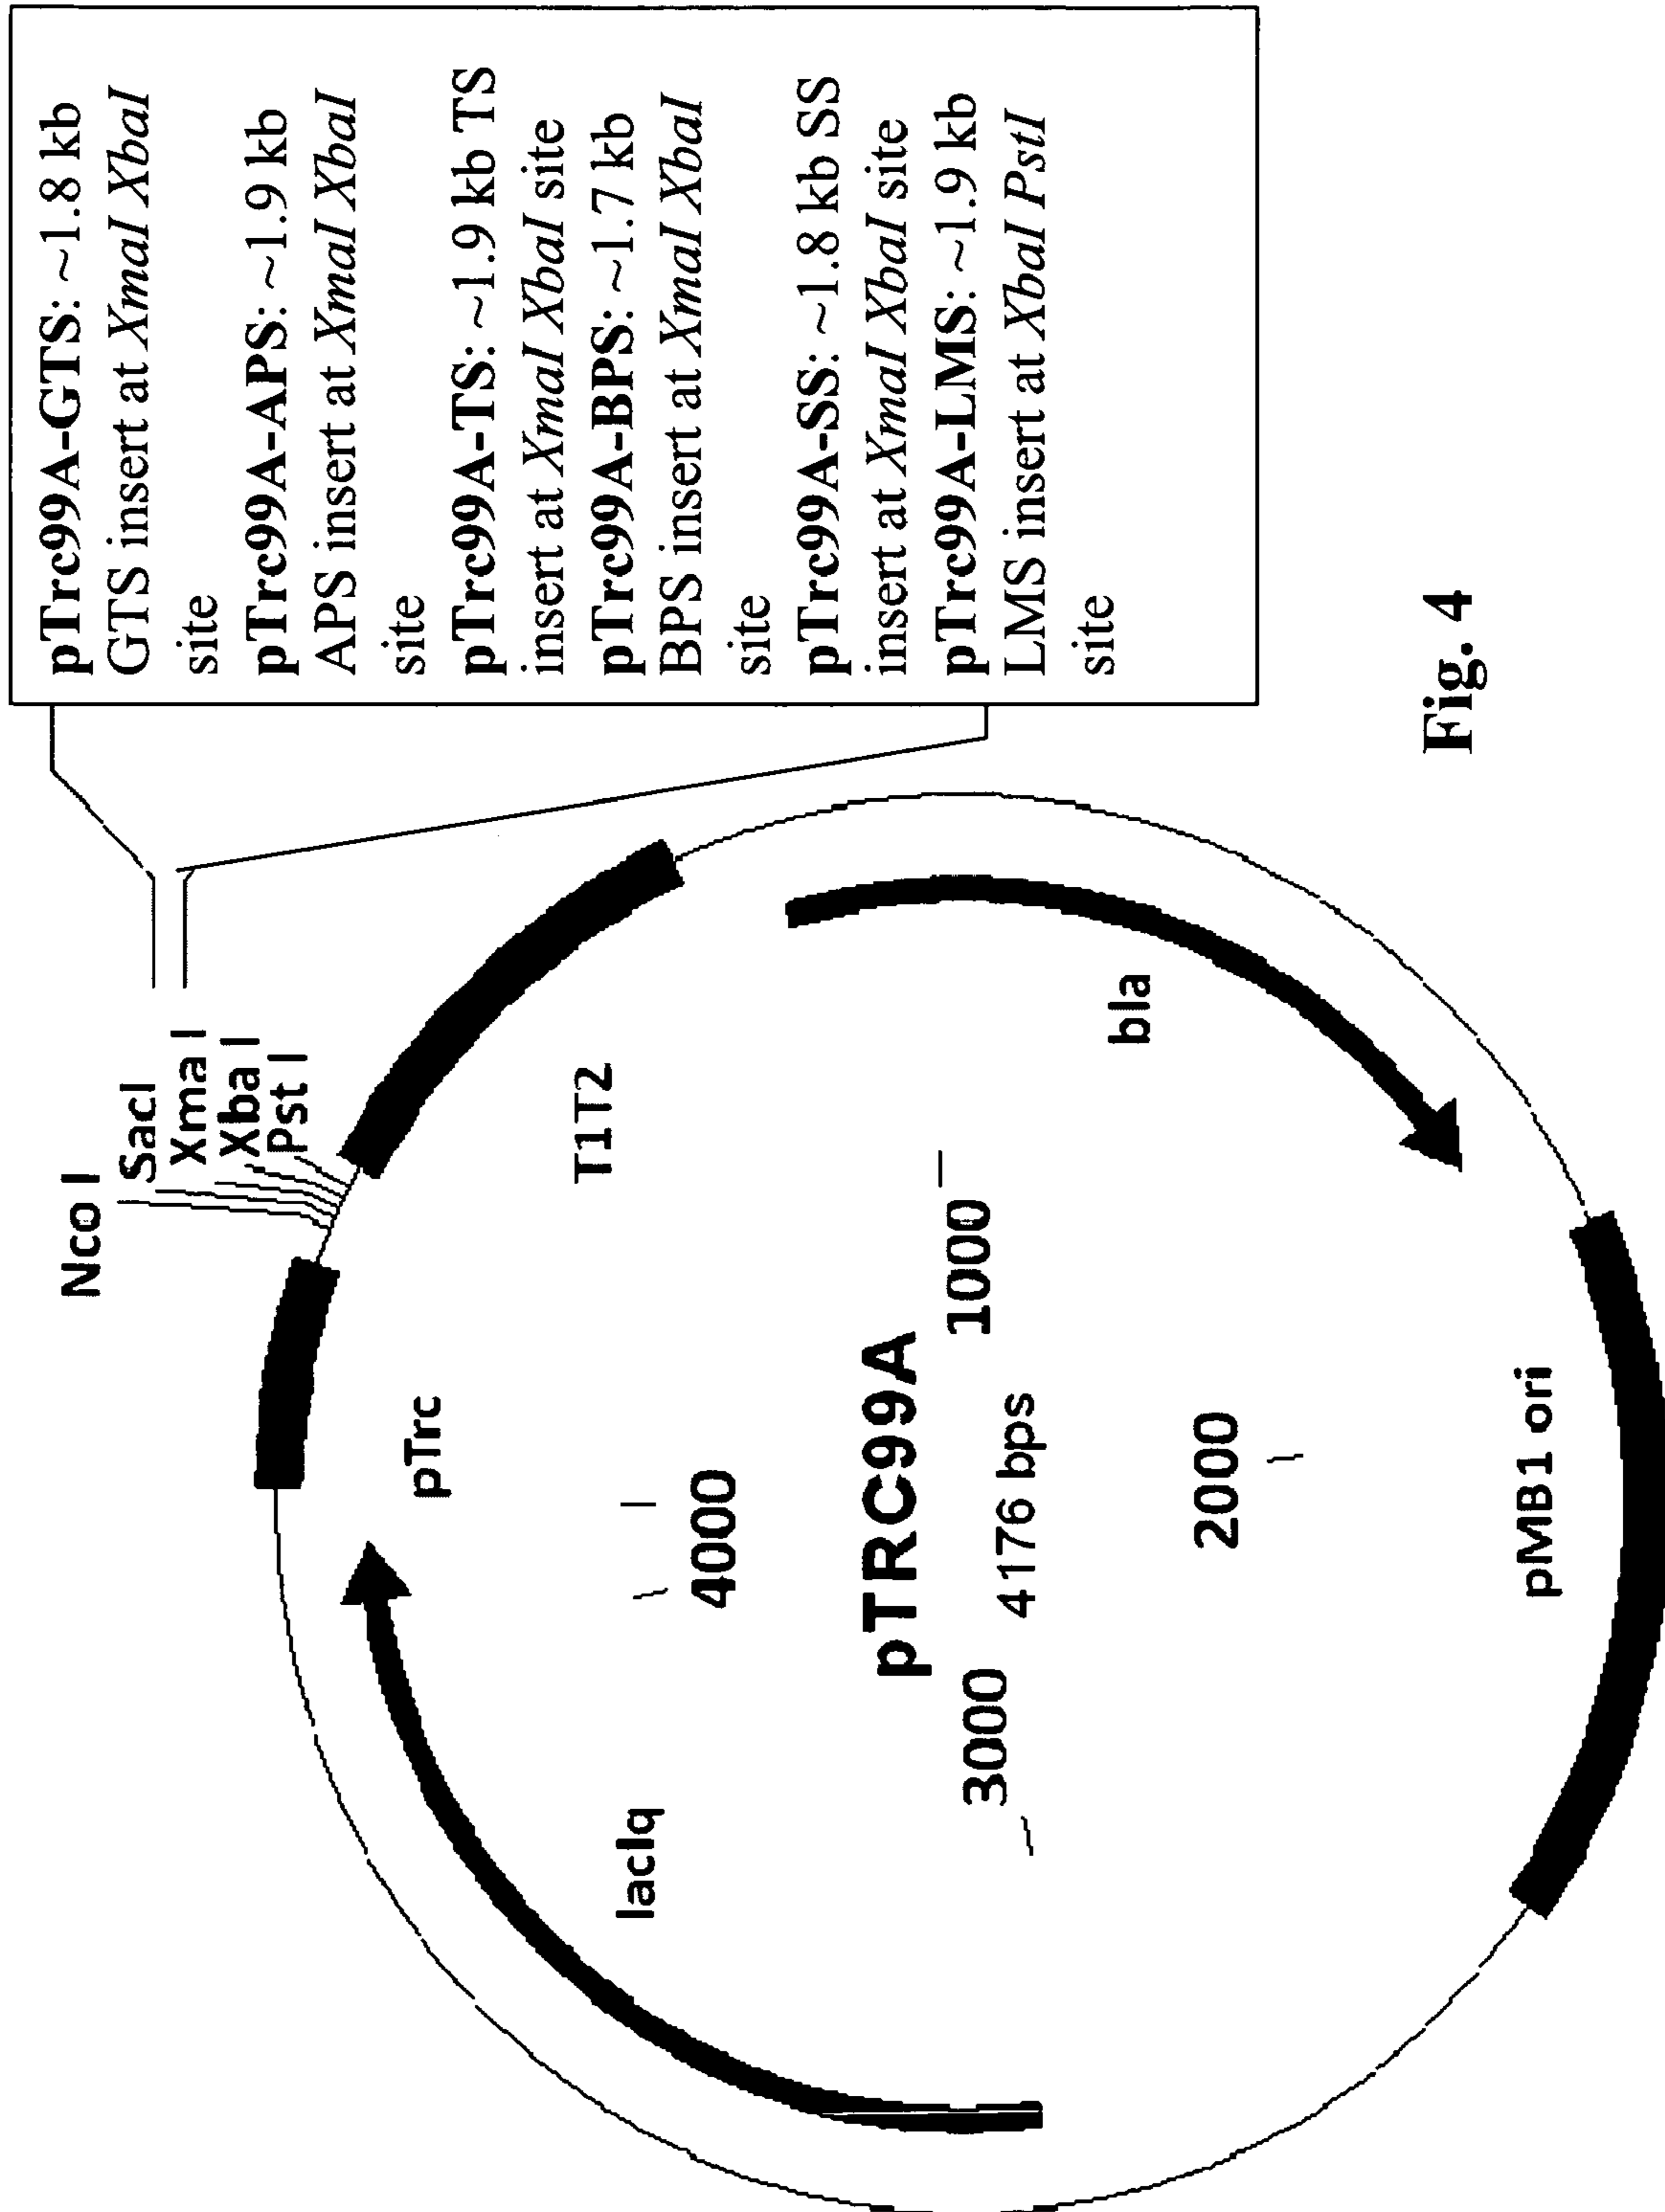 pTrc99A-GTS: ~1.8 kb
GTS insert at XmaI XbaI
site
pTrc99A-APS: ~1.9 kb
APS insert at XmaI XbaI
site
pTrc99A-TS: ~1.9 kb TS
insert at XmaI XbaI site
pTrc99A-BPS: ~1.7 kb
BPS insert at XmaI XbaI
site
pTrc99A-SS: ~1.8 kb SS
insert at XmaI XbaI site
pTrc99A-LMS: ~1.9 kb
LMS insert at XbaI PstI
site
Nco I
SacI
Xma I
Xba I
Pst I
pTrc
T1T2
lacIq
4000
pTRC99A
4176 bps
1000
3000
2000
bla
pMB1 ori
Fig. 4